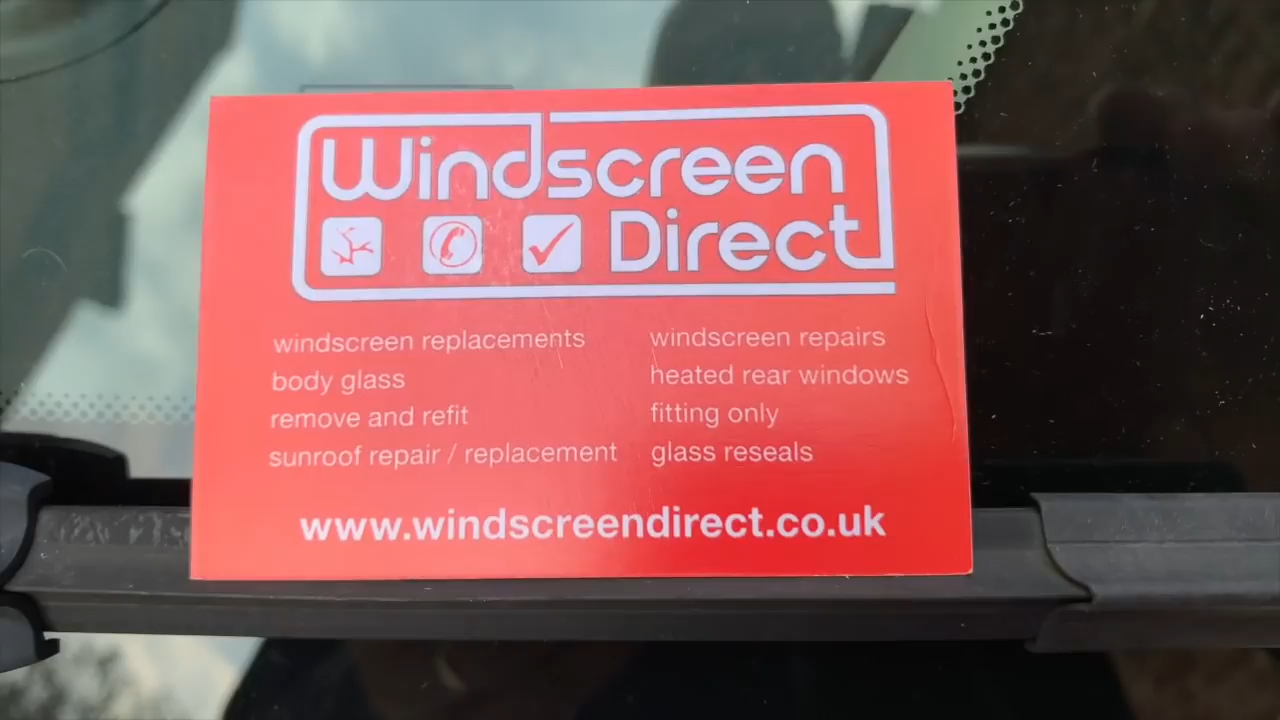 Windscreen
Direct
windscreen replacements
body glass
remove and refit
sunroof repair / replacement
windscreen repairs
heated rear windows
fitting only
glass reseals
www.windscreendirect.co.uk